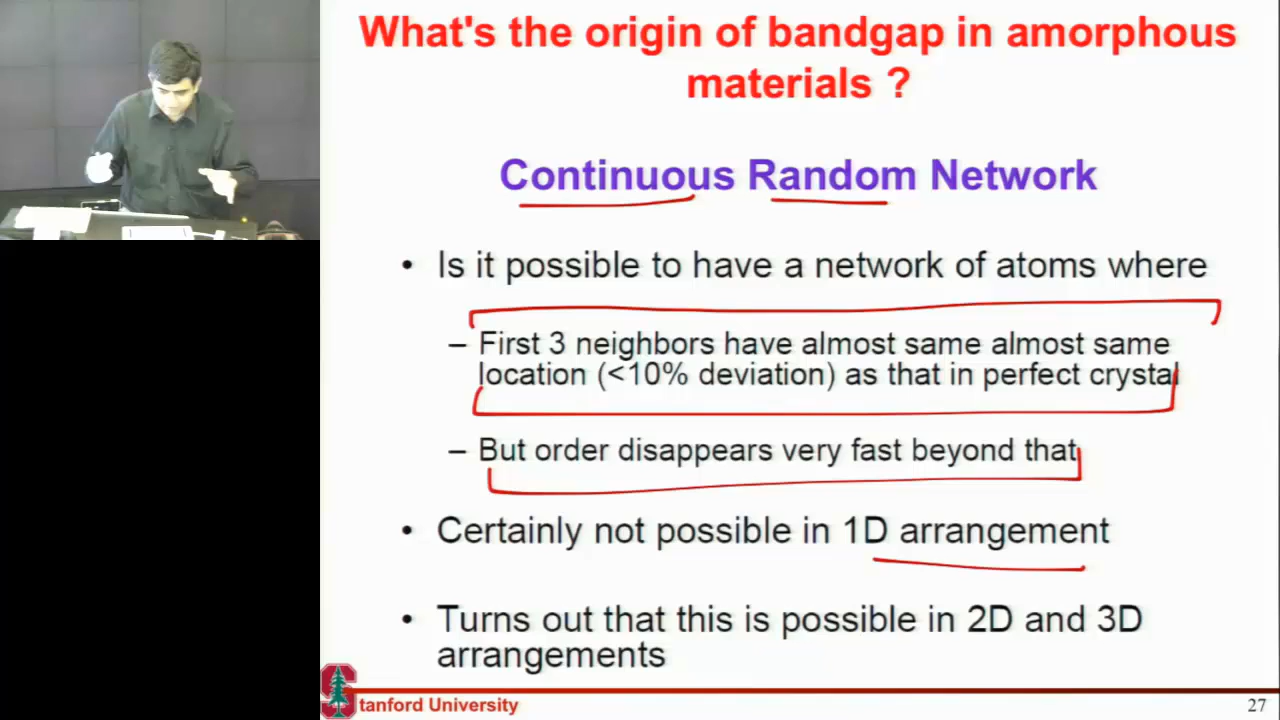 What's the origin of bandgap in amorphous
materials ?
Continuous Random Network
• Is it possible to have a network of atoms where
– First 3 neighbors have almost same almost same
location (<10% deviation) as that in perfect crystal
– But order disappears very fast beyond that
• Certainly not possible in 1D arrangement
• Turns out that this is possible in 2D and 3D
arrangements
Stanford University
27